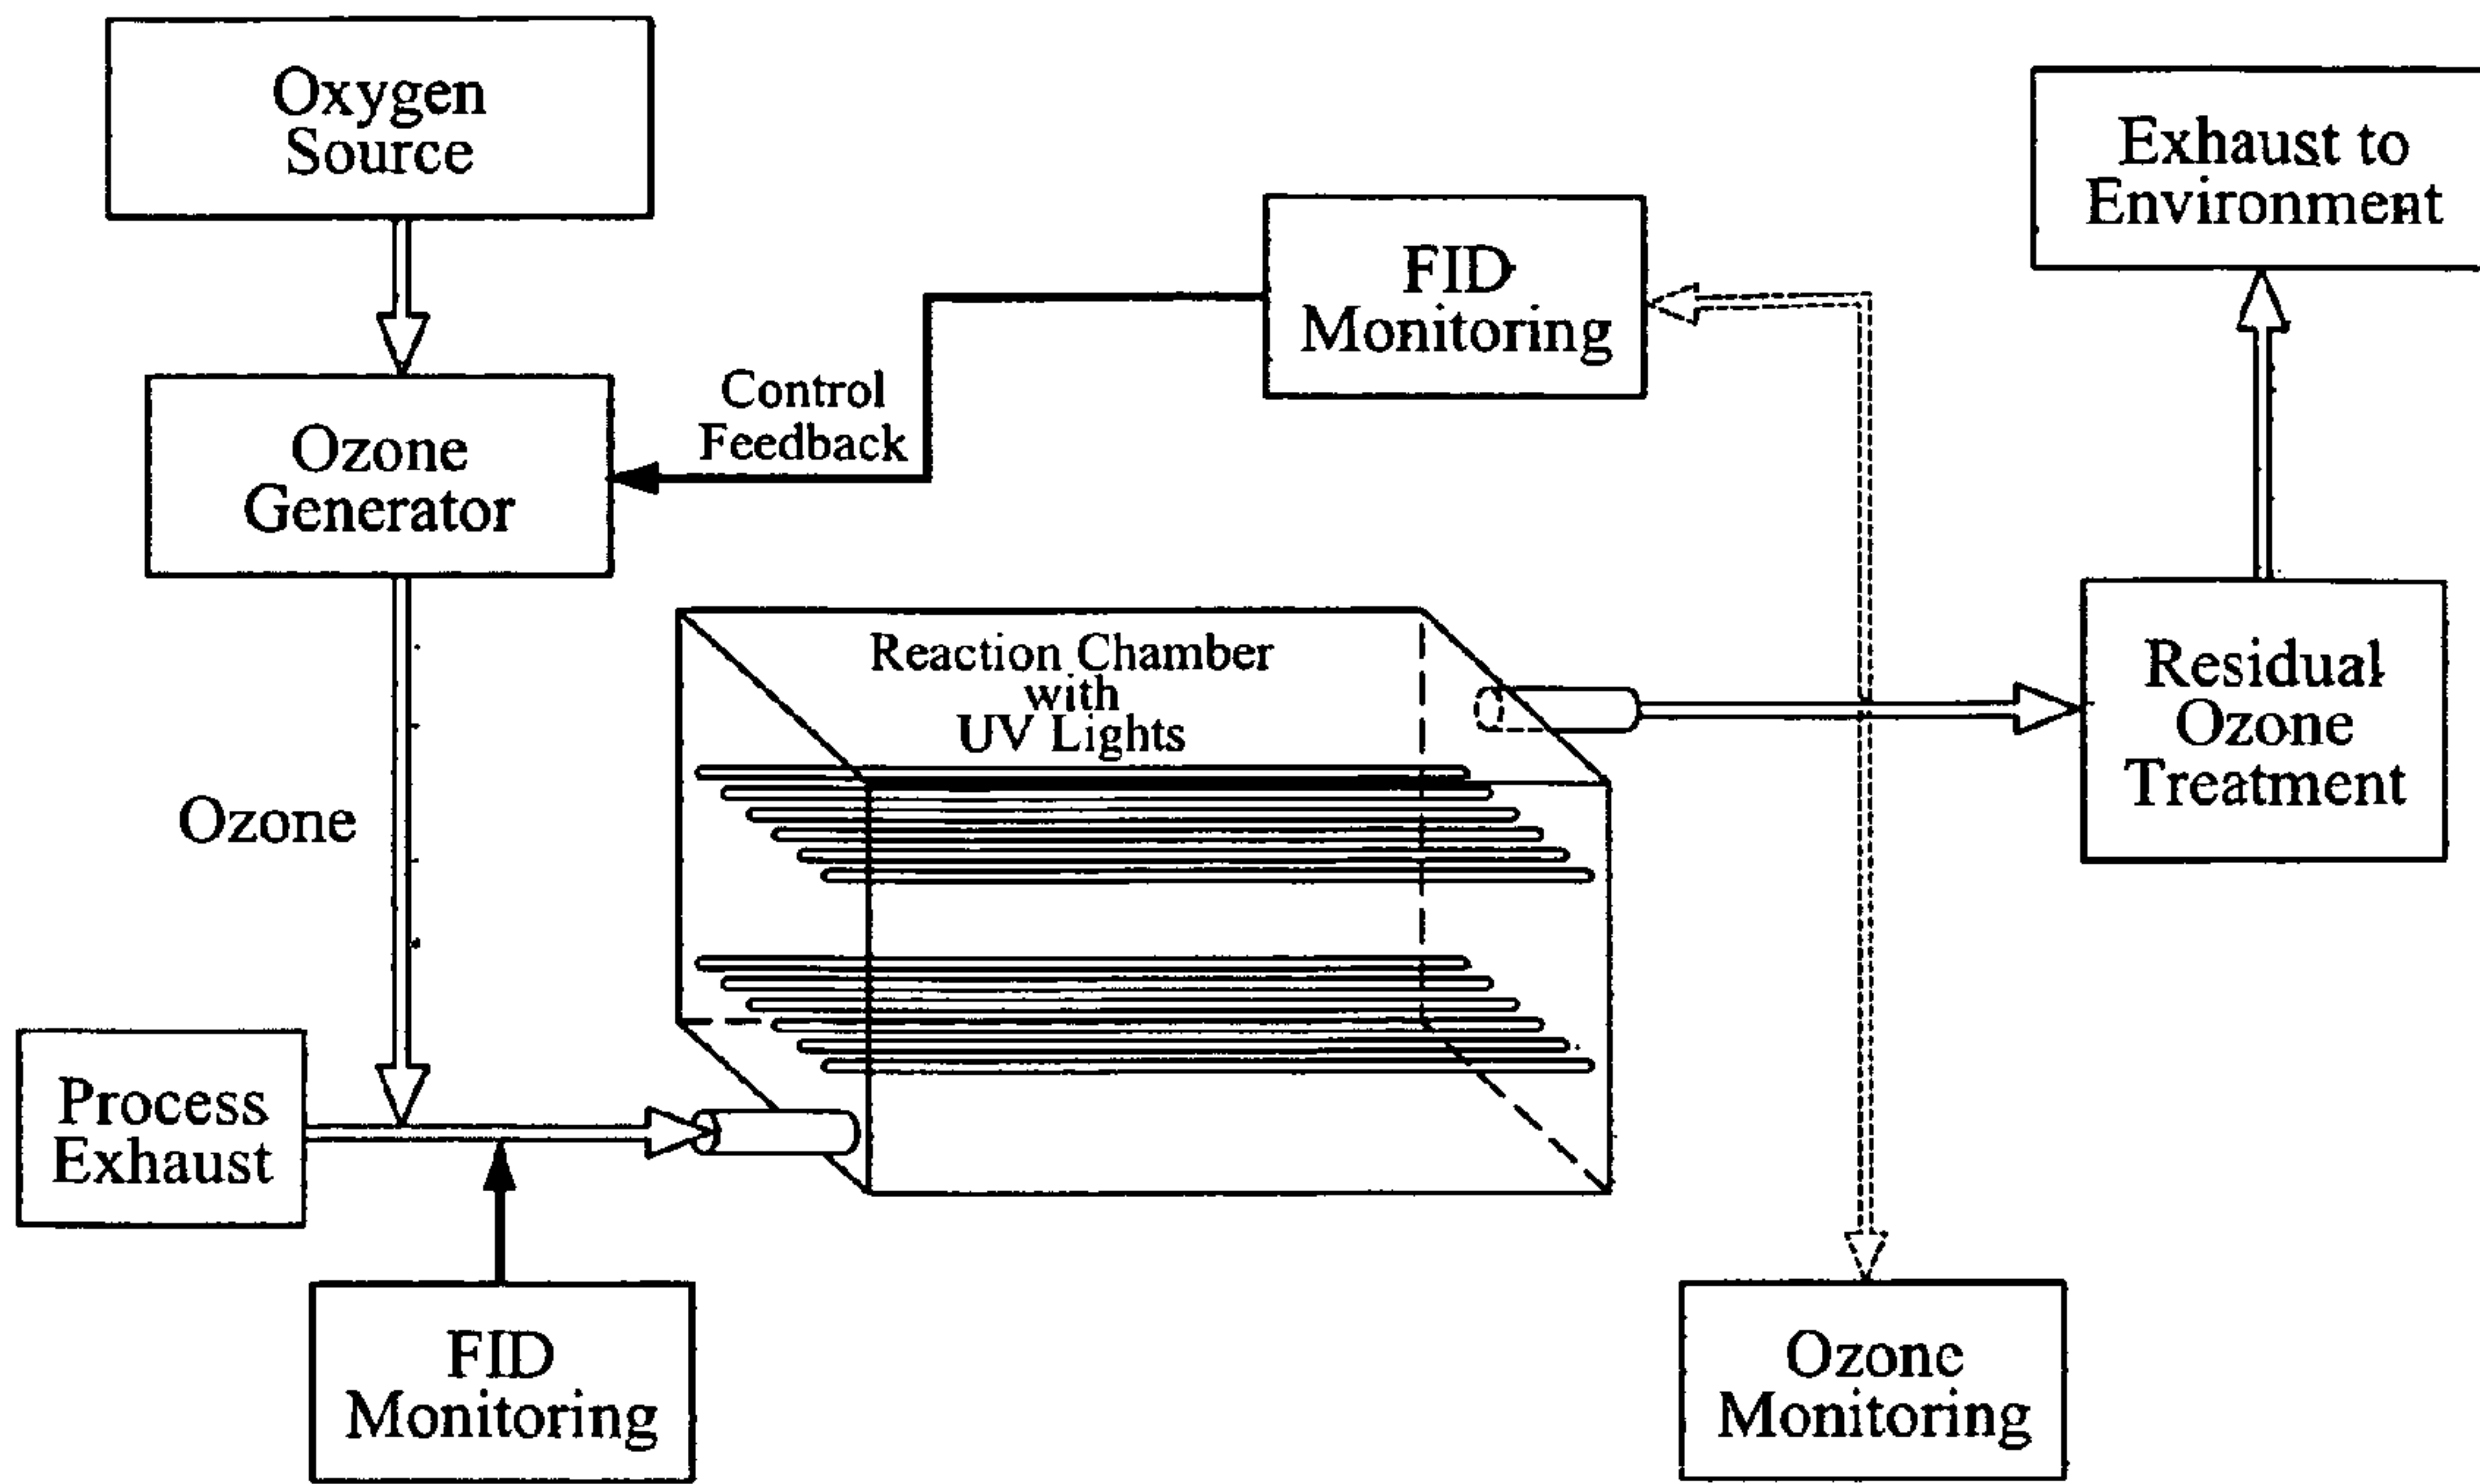 Oxygen
Source
Exhaust to
Environment
FID
Monitoring
Control
Feedback
Ozone
Generator
Reaction Chamber
with
UV Lights
Residual
Ozone
Treatment
Ozone
Process
Exhaust
FID
Monitoring
Ozone
Monitoring